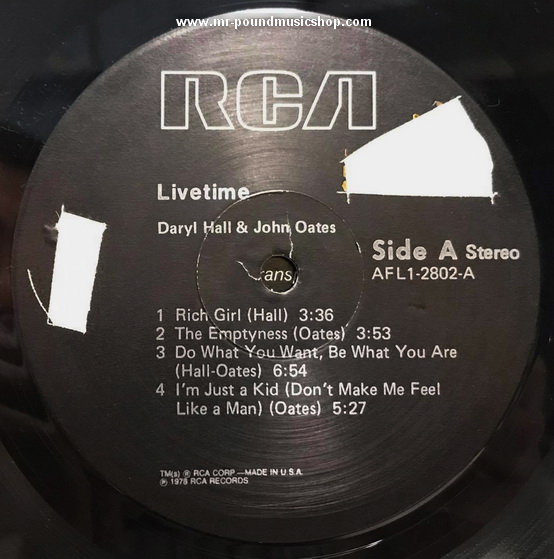 www.mr-poundmusicshop.com
RCA
Livetime
Daryl Hall & John Oates
Side A Stereo
AFL1-2802-A
rans
1 Rich Girl (Hall) 3:36
2 The Emptyness (Oates) 3:53
3 Do What You Want, Be What You Are
(Hall-Oates) 6:54
4 I'm Just a Kid (Don't Make Me Feel
Like a Man) (Oates) 5:27
TM(s) ® RCA CORP.—MADE IN U.S.A.
℗ 1978 RCA RECORDS